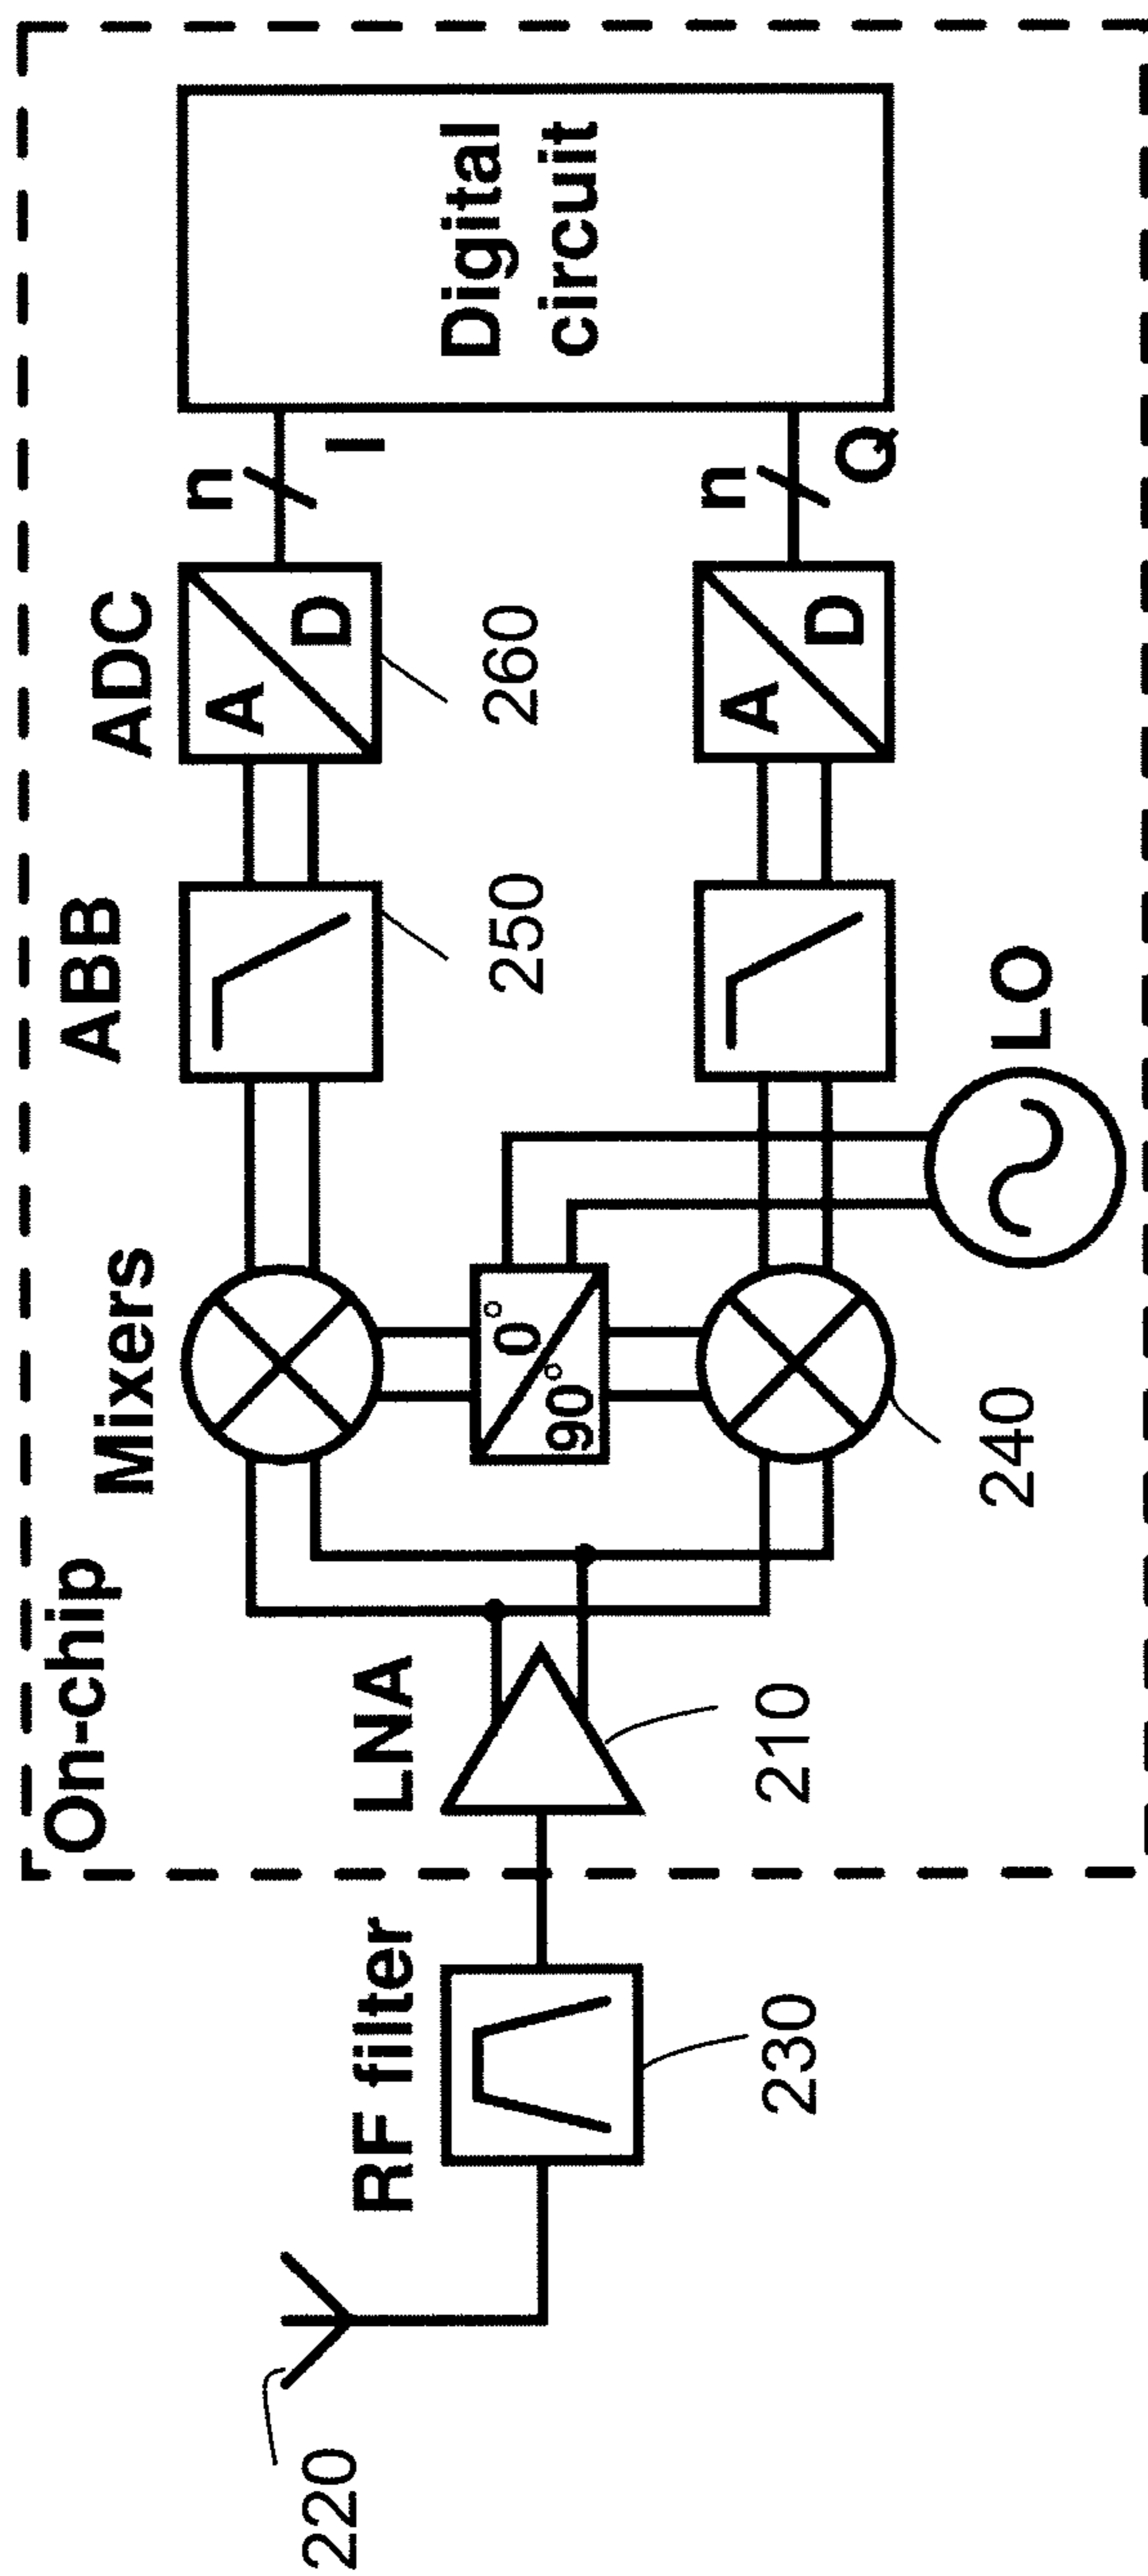 On-chip
Mixers
ABB
ADC
RF filter
LNA
A
D
n
I
Digital
circuit
220
230
210
0°
90°
250
260
A
D
n
Q
240
LO